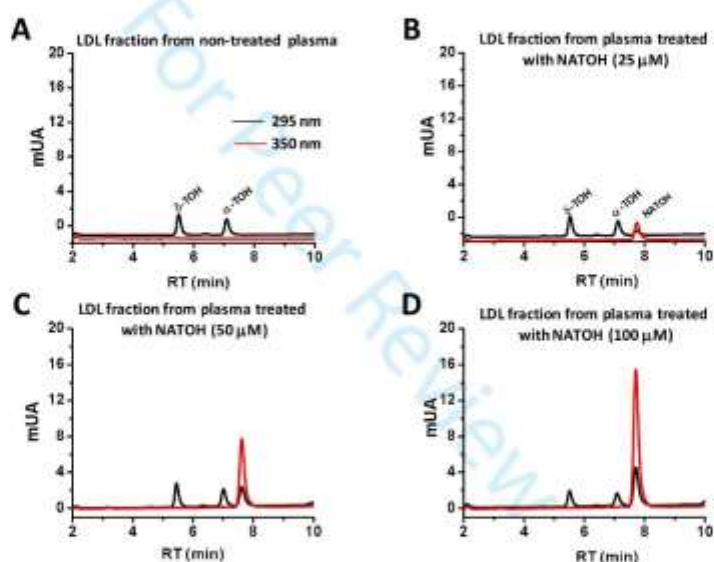 For Peer Review
A
LDL fraction from non-treated plasma
20
16
12
8
4
0
mUA
295 nm
350 nm
δ-TOH
α-TOH
2
4
6
8
10
RT (min)
B
LDL fraction from plasma treated
with NATOH (25 μM)
20
16
12
8
4
0
mUA
δ-TOH
α-TOH
NATOH
2
4
6
8
10
RT (min)
C
LDL fraction from plasma treated
with NATOH (50 μM)
20
16
12
8
4
0
mUA
2
4
6
8
10
RT (min)
D
LDL fraction from plasma treated
with NATOH (100 μM)
20
16
12
8
4
0
mUA
2
4
6
8
10
RT (min)